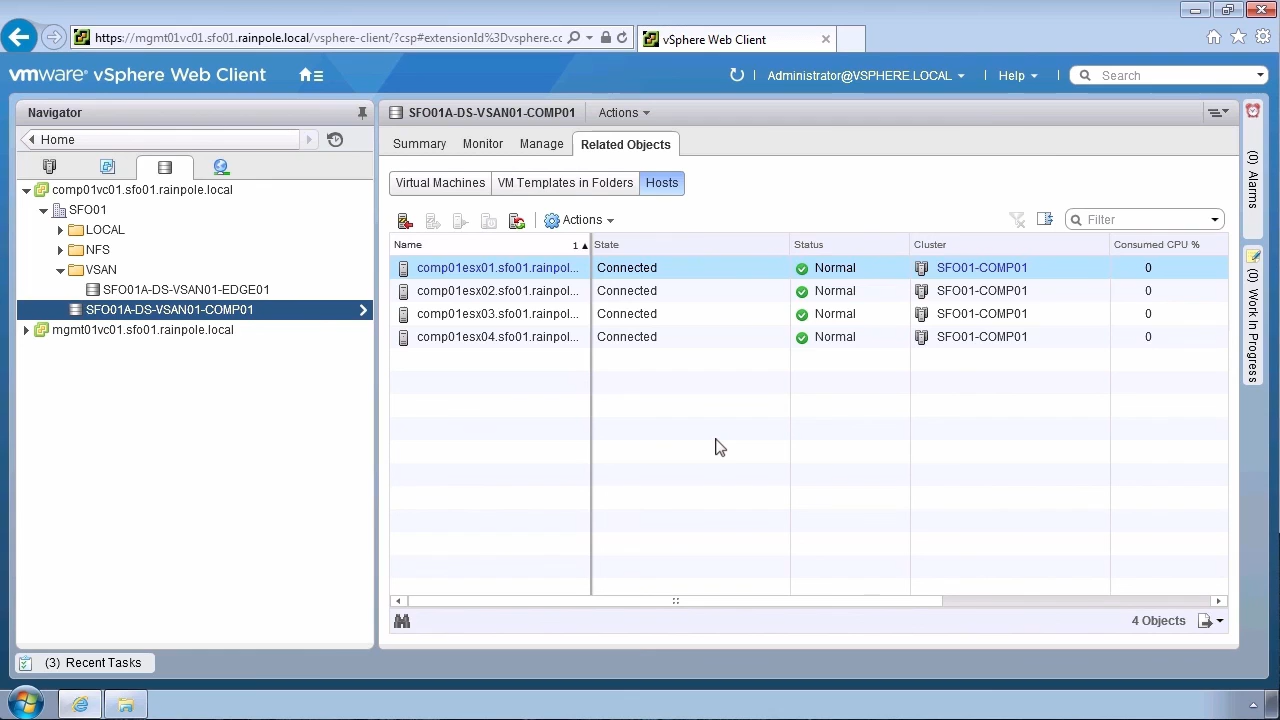 https://mgmt01vc01.sfo01.rainpole.local/vsphere-client/?csp#extensionId%3Dvsphere.cc
vSphere Web Client
vmware® vSphere Web Client
Administrator@VSPHERE.LOCAL
Help
Search
Navigator
Home
comp01vc01.sfo01.rainpole.local
SFO01
LOCAL
NFS
VSAN
SFO01A-DS-VSAN01-EDGE01
SFO01A-DS-VSAN01-COMP01
mgmt01vc01.sfo01.rainpole.local
SFO01A-DS-VSAN01-COMP01 Actions
Summary Monitor Manage Related Objects
Virtual Machines VM Templates in Folders Hosts
Actions
Filter
Name 1 State Status Cluster Consumed CPU %
comp01esx01.sfo01.rainpol... Connected Normal SFO01-COMP01 0
comp01esx02.sfo01.rainpol... Connected Normal SFO01-COMP01 0
comp01esx03.sfo01.rainpol... Connected Normal SFO01-COMP01 0
comp01esx04.sfo01.rainpol... Connected Normal SFO01-COMP01 0
4 Objects
(0) Alarms
(0) Work In Progress
(3) Recent Tasks